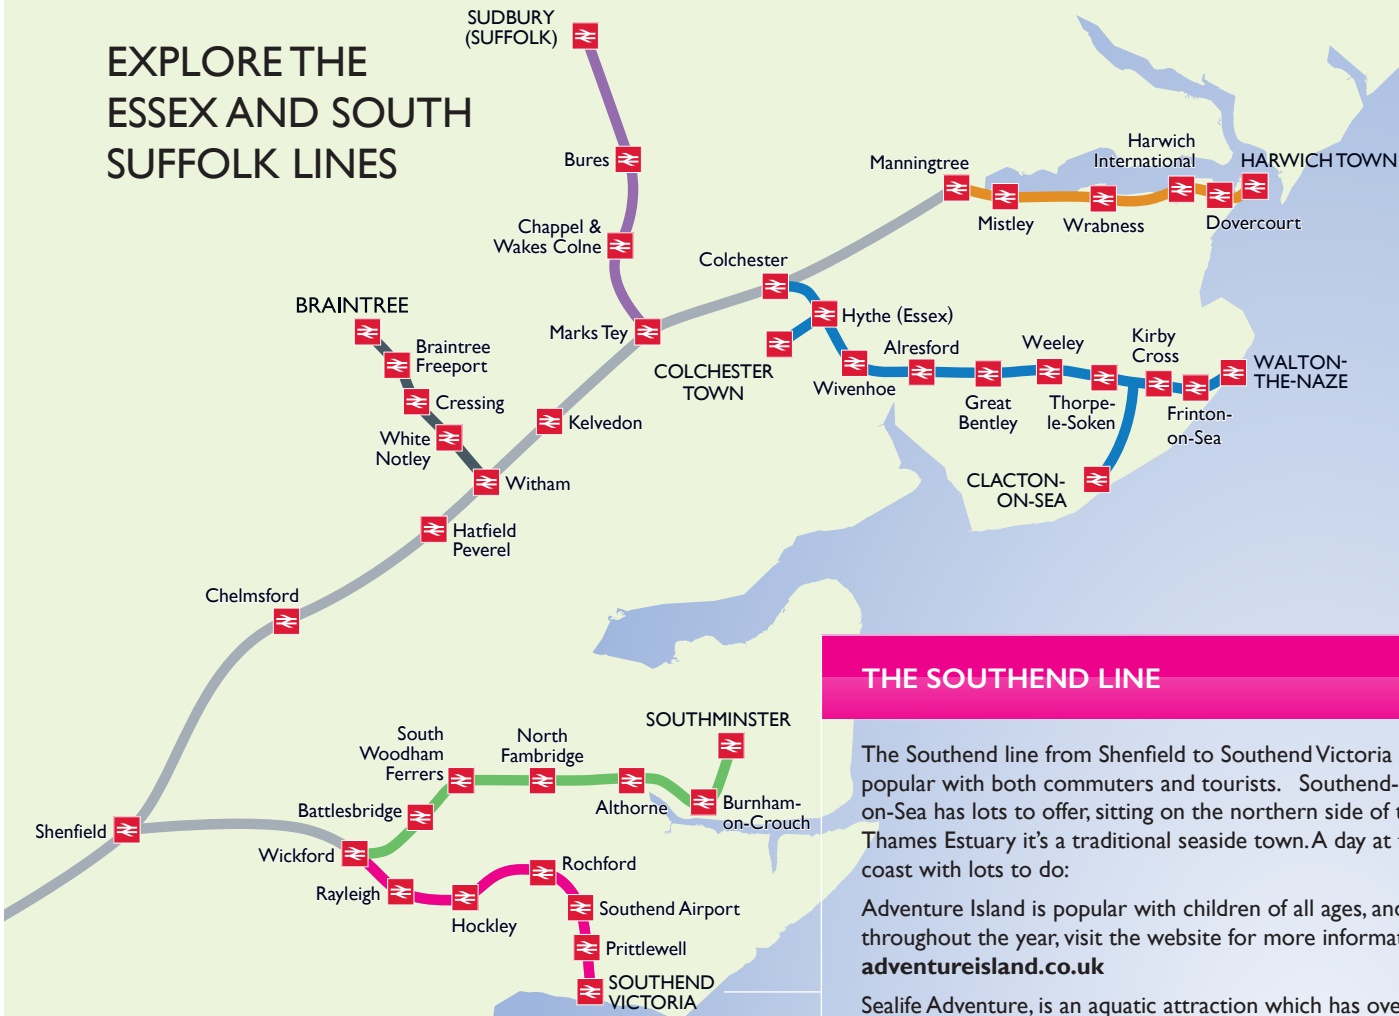 EXPLORE THE
ESSEX AND SOUTH
SUFFOLK LINES
SUDBURY
(SUFFOLK)
Bures
Chappel &
Wakes Colne
Marks Tey
BRAINTREE
Braintree
Freeport
Cressing
White
Notley
Witham
Kelvedon
Hatfield
Peverel
Chelmsford
Shenfield
Colchester
Manningtree
Mistley
Wrabness
Harwich
International
Dovercourt
HARWICH TOWN
Hythe (Essex)
COLCHESTER
TOWN
Wivenhoe
Alresford
Great
Bentley
Weeley
Thorpe-
le-Soken
Kirby
Cross
Frinton-
on-Sea
WALTON-
THE-NAZE
CLACTON-
ON-SEA
Wickford
Battlesbridge
South
Woodham
Ferrers
North
Fambridge
Althorne
Burnham-
on-Crouch
SOUTHMINSTER
Rayleigh
Hockley
Rochford
Southend Airport
Prittlewell
SOUTHEND
VICTORIA
THE SOUTHEND LINE
The Southend line from Shenfield to Southend Victoria
popular with both commuters and tourists. Southend-
on-Sea has lots to offer, sitting on the northern side of
Thames Estuary it's a traditional seaside town. A day at
coast with lots to do:
Adventure Island is popular with children of all ages, and
throughout the year, visit the website for more
adventureisland.co.uk
Sealife Adventure, is an aquatic attraction which has